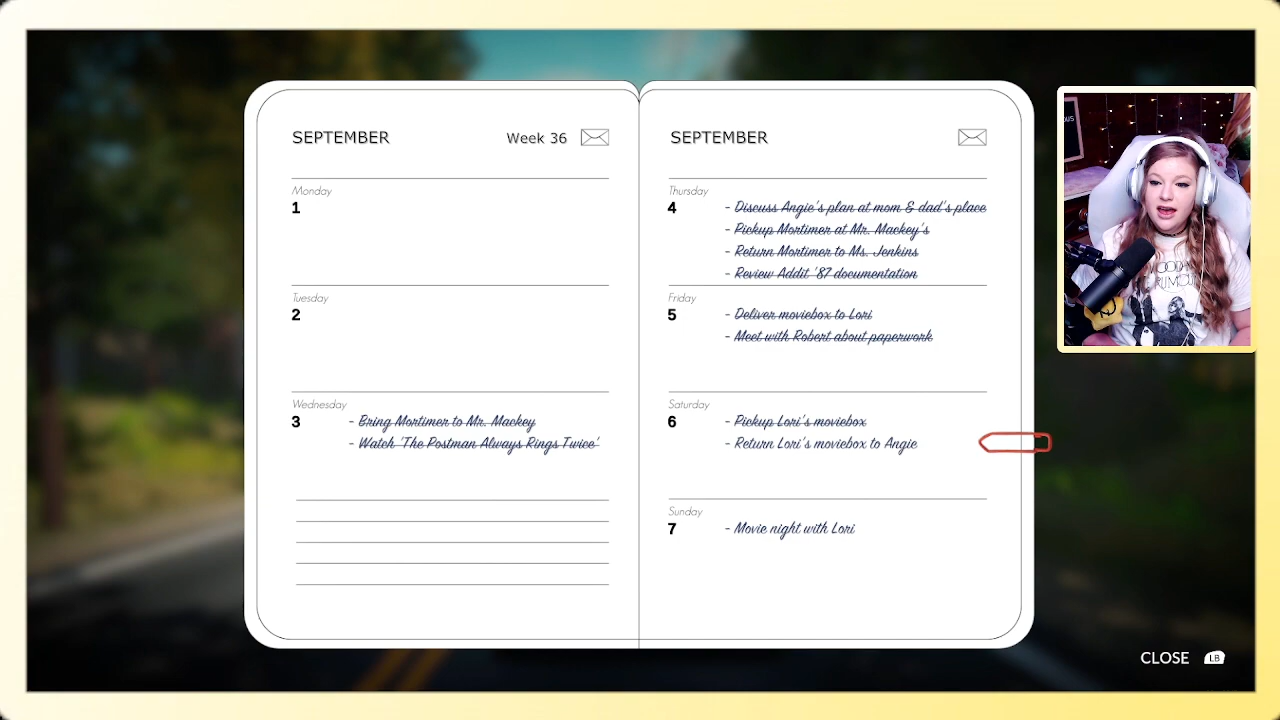 SEPTEMBER
Week 36
Monday
1
Tuesday
2
Wednesday
3
- Bring Mortimer to Mr. Mackey
- Watch 'The Postman Always Rings Twice'
SEPTEMBER
Thursday
4
- Discuss Angie's plan at mom & dad's place
- Pickup Mortimer at Mr. Mackey's
- Return Mortimer to Ms. Jenkins
- Review Addit '87 documentation
Friday
5
- Deliver moviebox to Lori
- Meet with Robert about paperwork
Saturday
6
- Pickup Lori's moviebox
- Return Lori's moviebox to Angie
Sunday
7
- Movie night with Lori
CLOSE LB